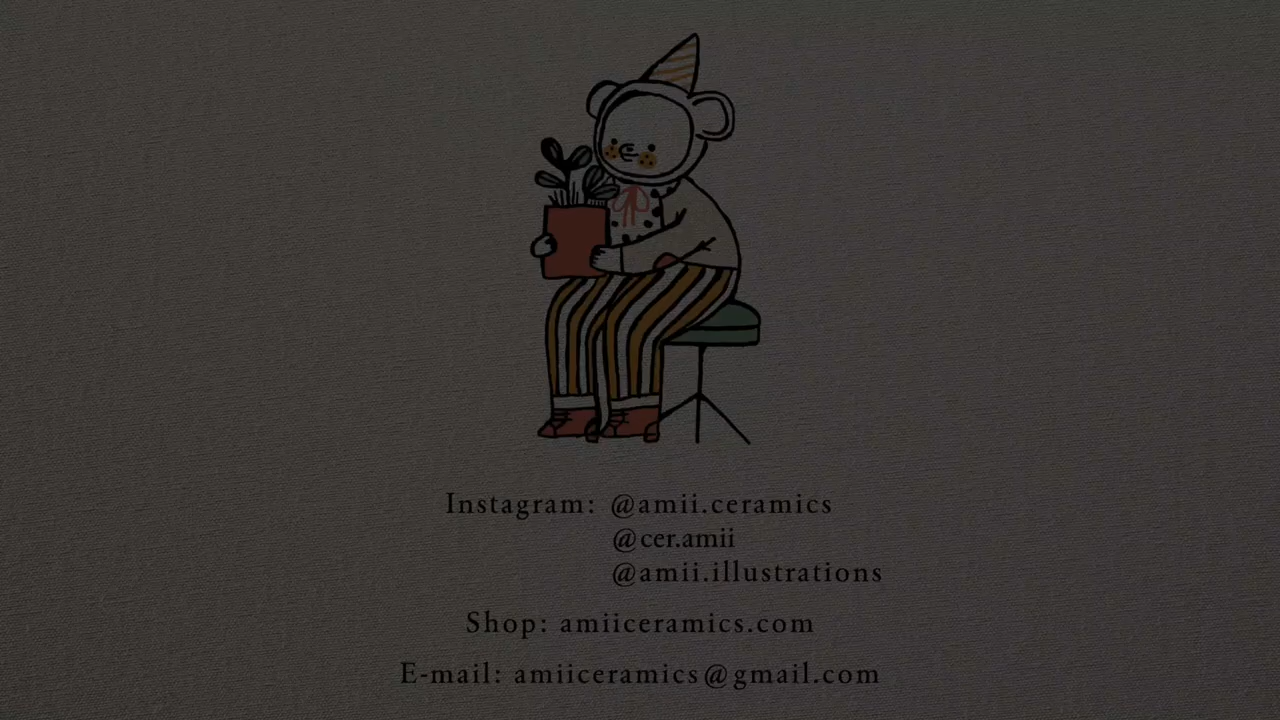 Instagram: @amii.ceramics
@cer.amii
@amii.illustrations
Shop: amiiceramics.com
E-mail: amiiceramics@gmail.com